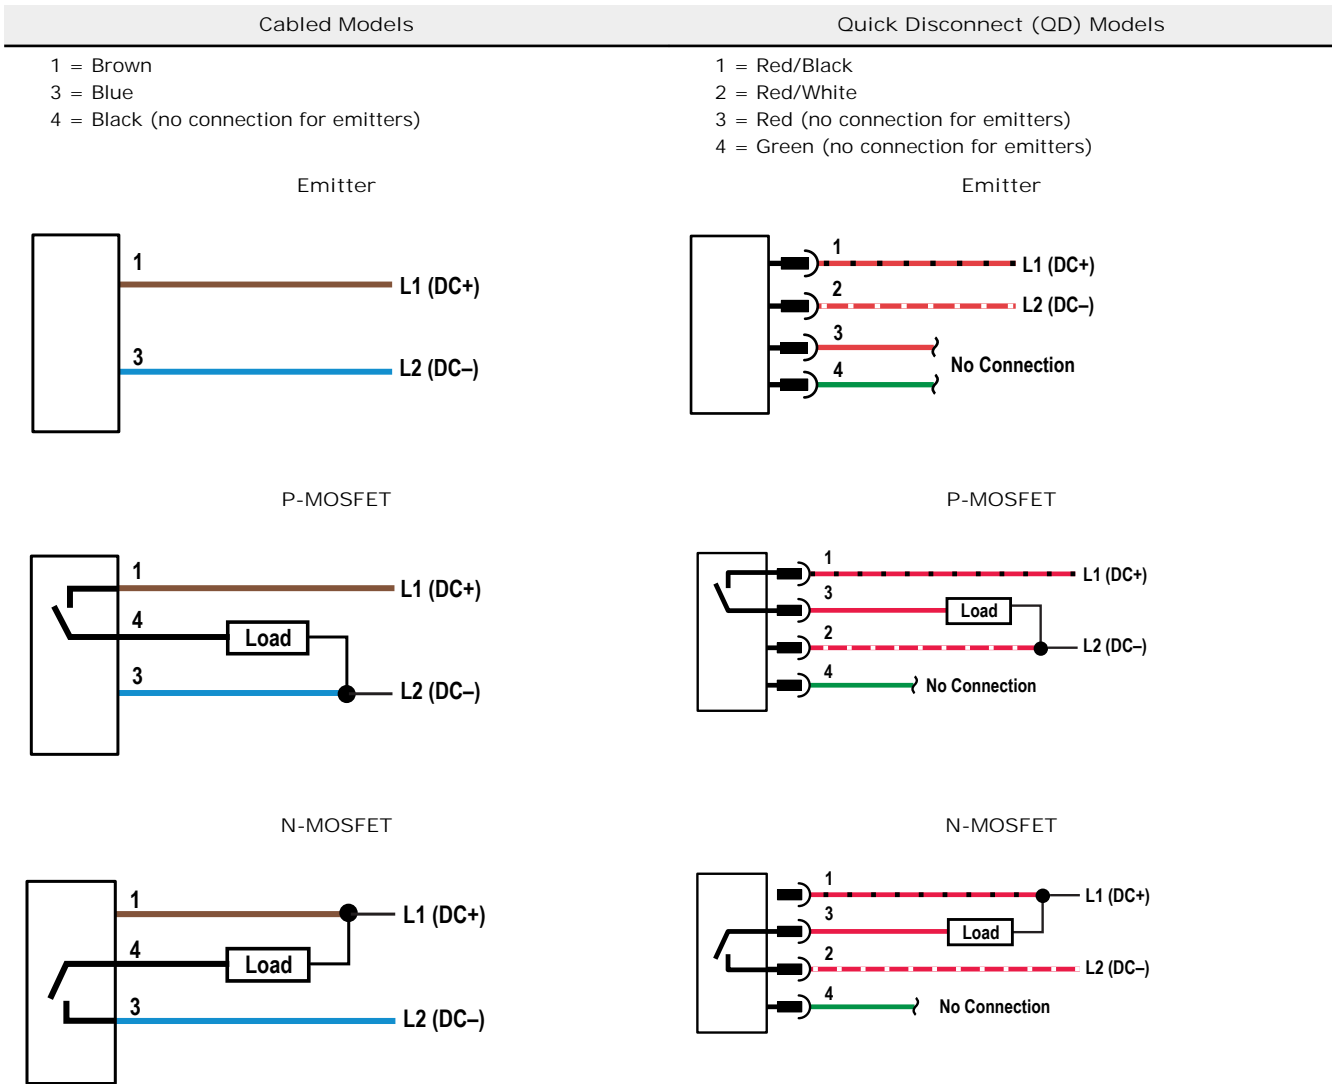 Cabled Models
Quick Disconnect (QD) Models
1 = Brown
3 = Blue
4 = Black (no connection for emitters)
1 = Red/Black
2 = Red/White
3 = Red (no connection for emitters)
4 = Green (no connection for emitters)
Emitter
1
L1 (DC+)
3
L2 (DC–)
Emitter
1
L1 (DC+)
2
L2 (DC–)
3
No Connection
4
P-MOSFET
1
L1 (DC+)
4
Load
3
L2 (DC–)
P-MOSFET
1
L1 (DC+)
3
Load
2
L2 (DC–)
4
No Connection
N-MOSFET
1
L1 (DC+)
4
Load
3
L2 (DC–)
N-MOSFET
1
L1 (DC+)
3
Load
2
L2 (DC–)
4
No Connection